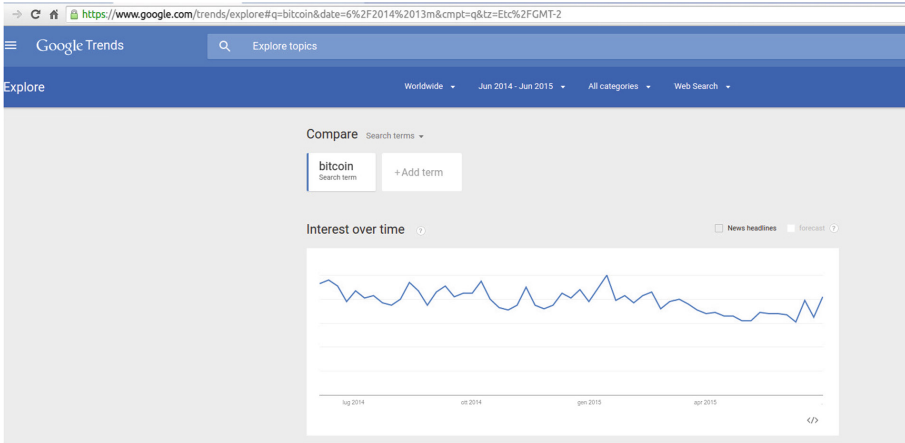 https://www.google.com/trends/explore#q=bitcoin&date=6%2F2014%2013m&cmpt=q&tz=Etc%2FGMT-2
Google Trends
Explore topics
Explore
Worldwide
Jun 2014 - Jun 2015
All categories
Web Search
Compare Search terms
bitcoin
Search term
+Add term
Interest over time ?
News headlines
forecast ?
lug 2014
ott 2014
gen 2015
apr 2015
</>